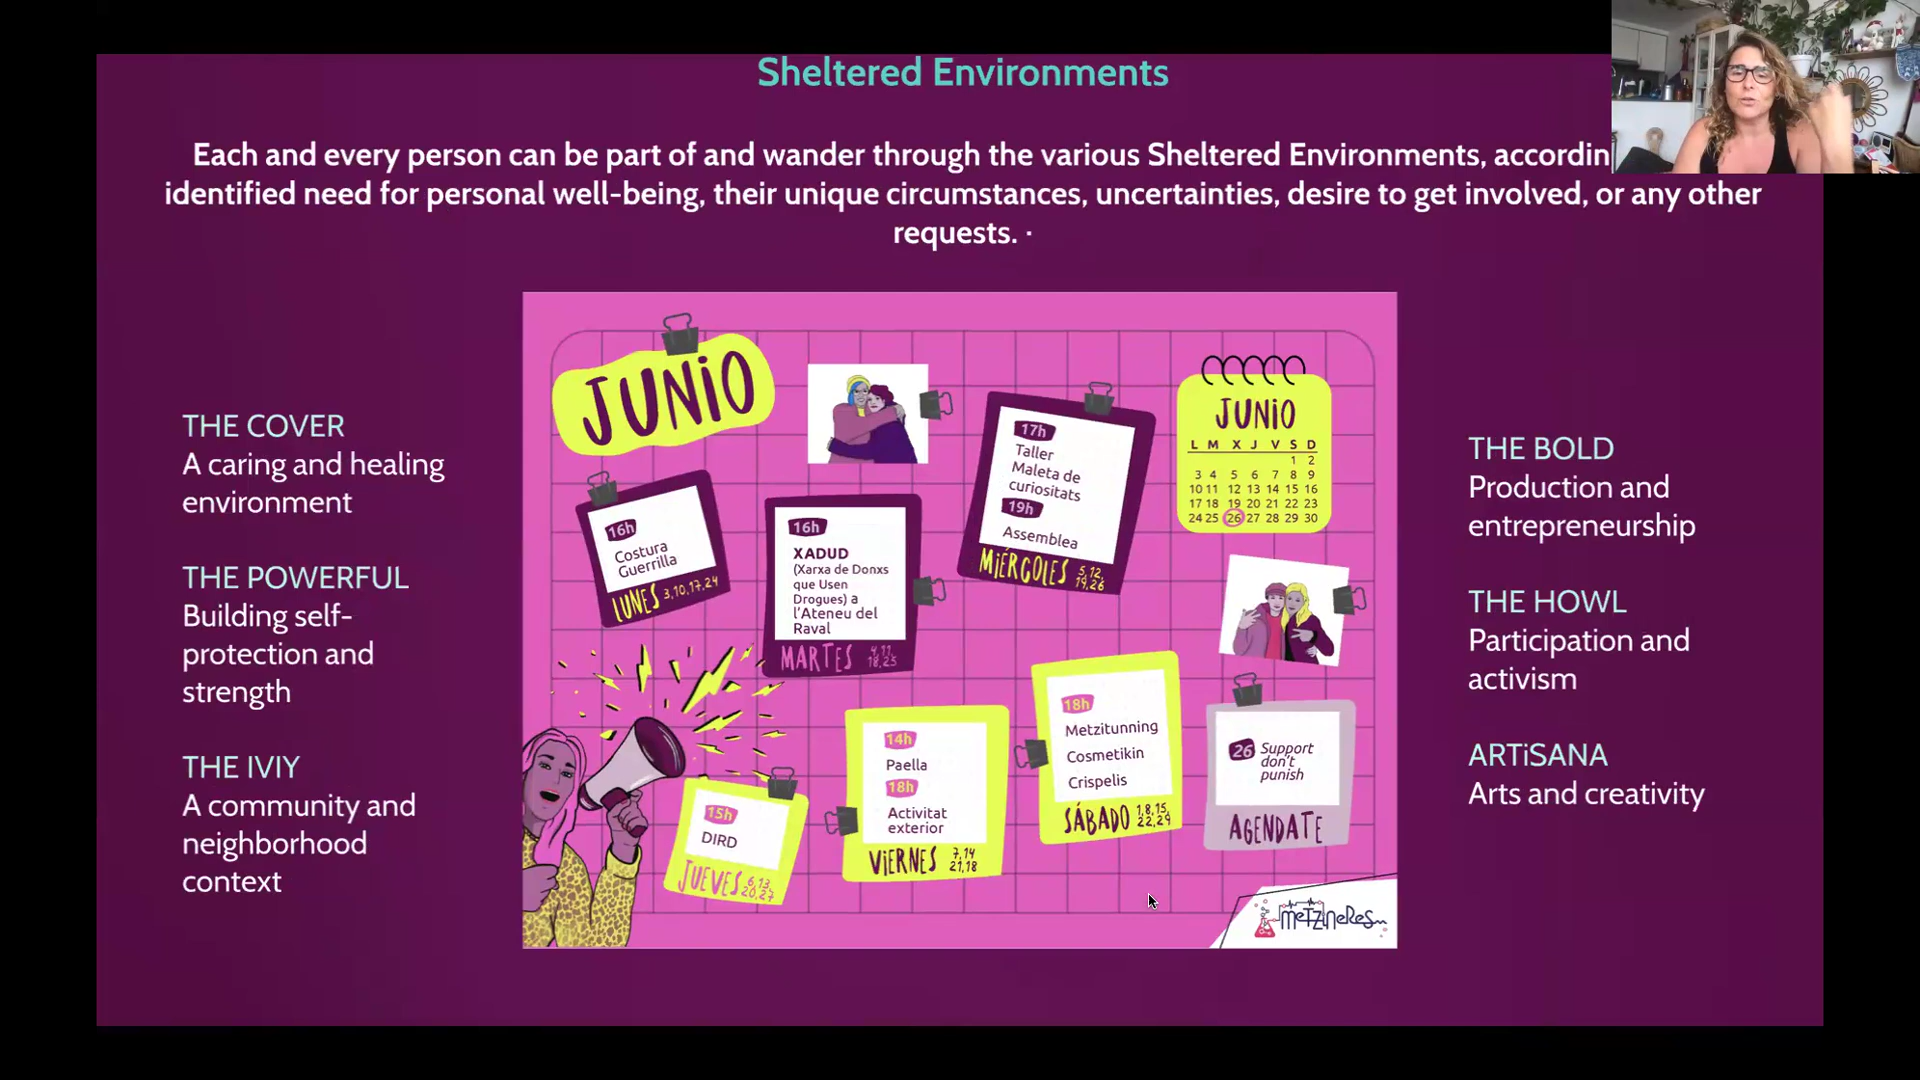 Sheltered Environments
Each and every person can be part of and wander through the various Sheltered Environments,
identified need for personal well-being, their unique circumstances, uncertainties, desire to get involved, or any other
requests. ·
THE COVER
A caring and healing
environment
THE POWERFUL
Building self-
protection and
strength
THE IVIY
A community and
neighborhood
context
JUNiO
16h
Costura
Guerrilla
LUNES 3,10,17,24
16h
XADUD
(Xarxa de Donxs
que Usen
Drogues) a
l'Ateneu del
Raval
MARTES 4,11,
18,25
17h
Taller
Maleta de
curiositats
19h
Assemblea
MiÉRCOLES 5,12,
19,26
JUNiO
L M X J V S D
1 2
3 4 5 6 7 8 9
10 11 12 13 14 15 16
17 18 19 20 21 22 23
24 25 26 27 28 29 30
15h
DIRD
JUEVES 6,13,
20,27
14h
Paella
18h
Activitat
exterior
ViERNES 7,14
21,18
18h
Metzitunning
Cosmetikin
Crispelis
SÁBADO 1,8,15,
22,29
26 Support
don't
punish
AGENDATE
METZiNERES
THE BOLD
Production and
entrepreneurship
THE HOWL
Participation and
activism
ARTiSANA
Arts and creativity